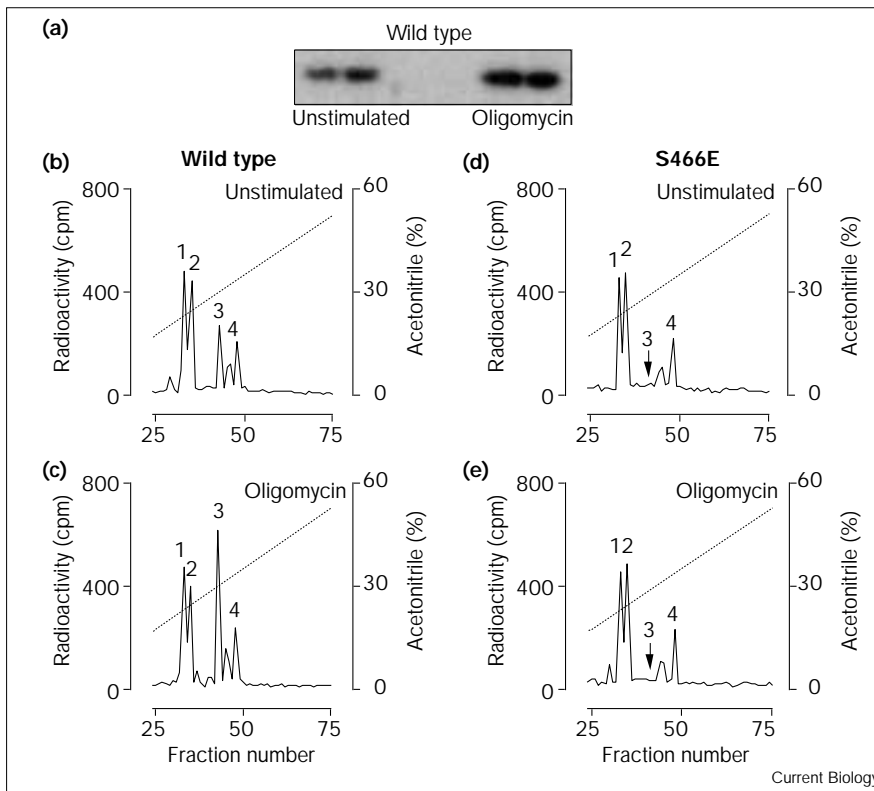 (a)
Wild type
Unstimulated Oligomycin
(b) Wild type
800 60
Unstimulated
1 2
Radioactivity (cpm)
400 30
3
4
Acetonitrile (%)
0 0
25 50 75
(d) S466E
800 60
Unstimulated
1 2
Radioactivity (cpm)
400 30
3 4
Acetonitrile (%)
0 0
25 50 75
(c)
800 60
Oligomycin
3
1
2
Radioactivity (cpm)
400 30
4
Acetonitrile (%)
0 0
25 50 75
Fraction number
(e)
800 60
Oligomycin
12
Radioactivity (cpm)
400 30
3 4
Acetonitrile (%)
0 0
25 50 75
Fraction number
Current Biology